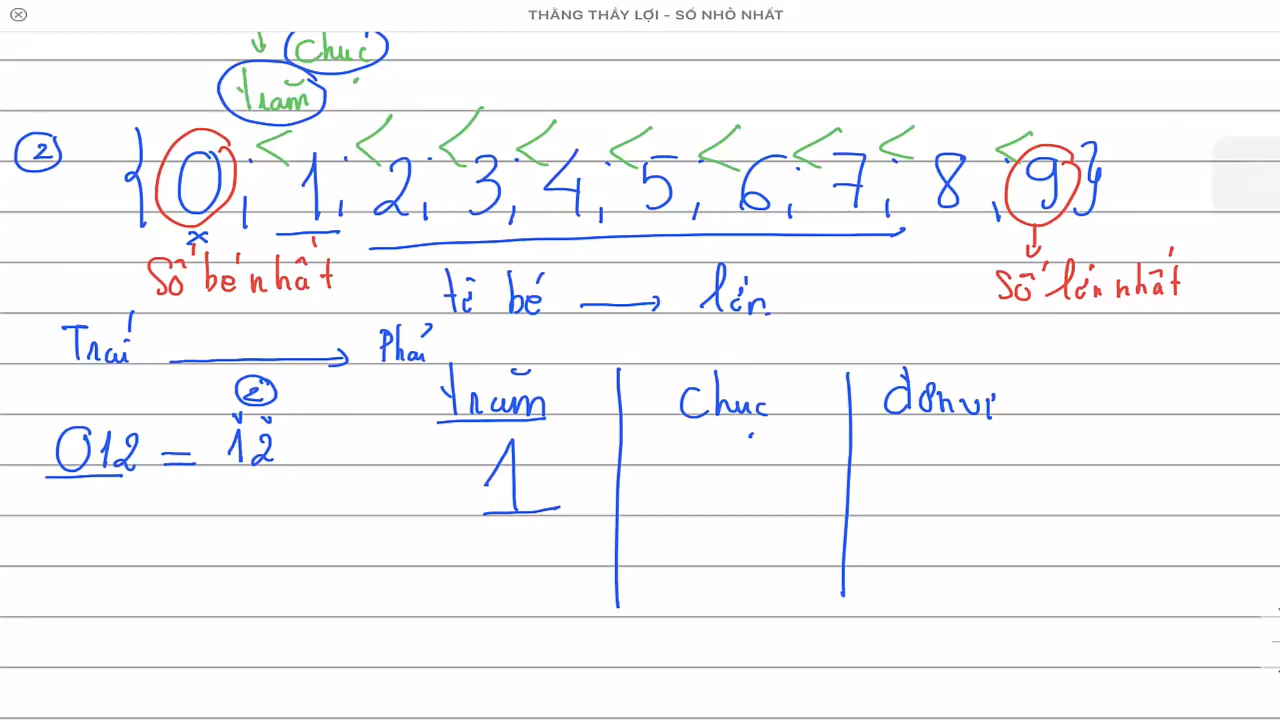 THẰNG THẦY LỢI - SỐ NHỎ NHẤT
chục
trăm
2 {0, 1, 2, 3, 4, 5, 6, 7, 8, 9}
< < < < < < < < <
x
Số bé nhất
từ bé → lớn
Số lớn nhất
Trái → Phải
2
012 = 12
trăm | chục | đơn vị
1